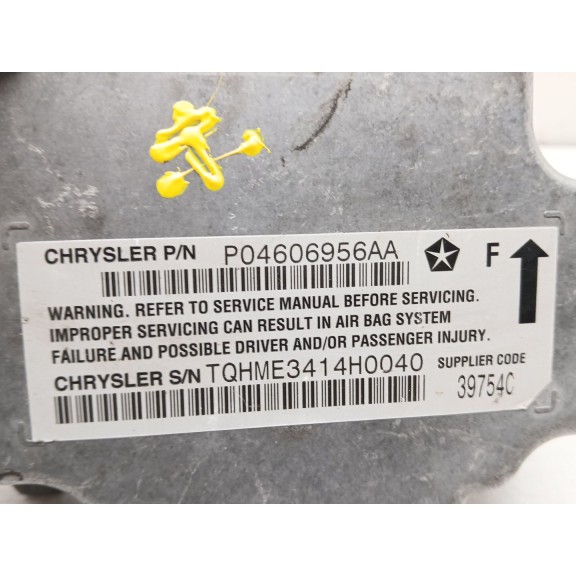 CHRYSLER P/N P04606956AA F
WARNING. REFER TO SERVICE MANUAL BEFORE SERVICING.
IMPROPER SERVICING CAN RESULT IN AIR BAG SYSTEM
FAILURE AND POSSIBLE DRIVER AND/OR PASSENGER INJURY.
CHRYSLER S/N TQHME3414H0040 SUPPLIER CODE
39754C